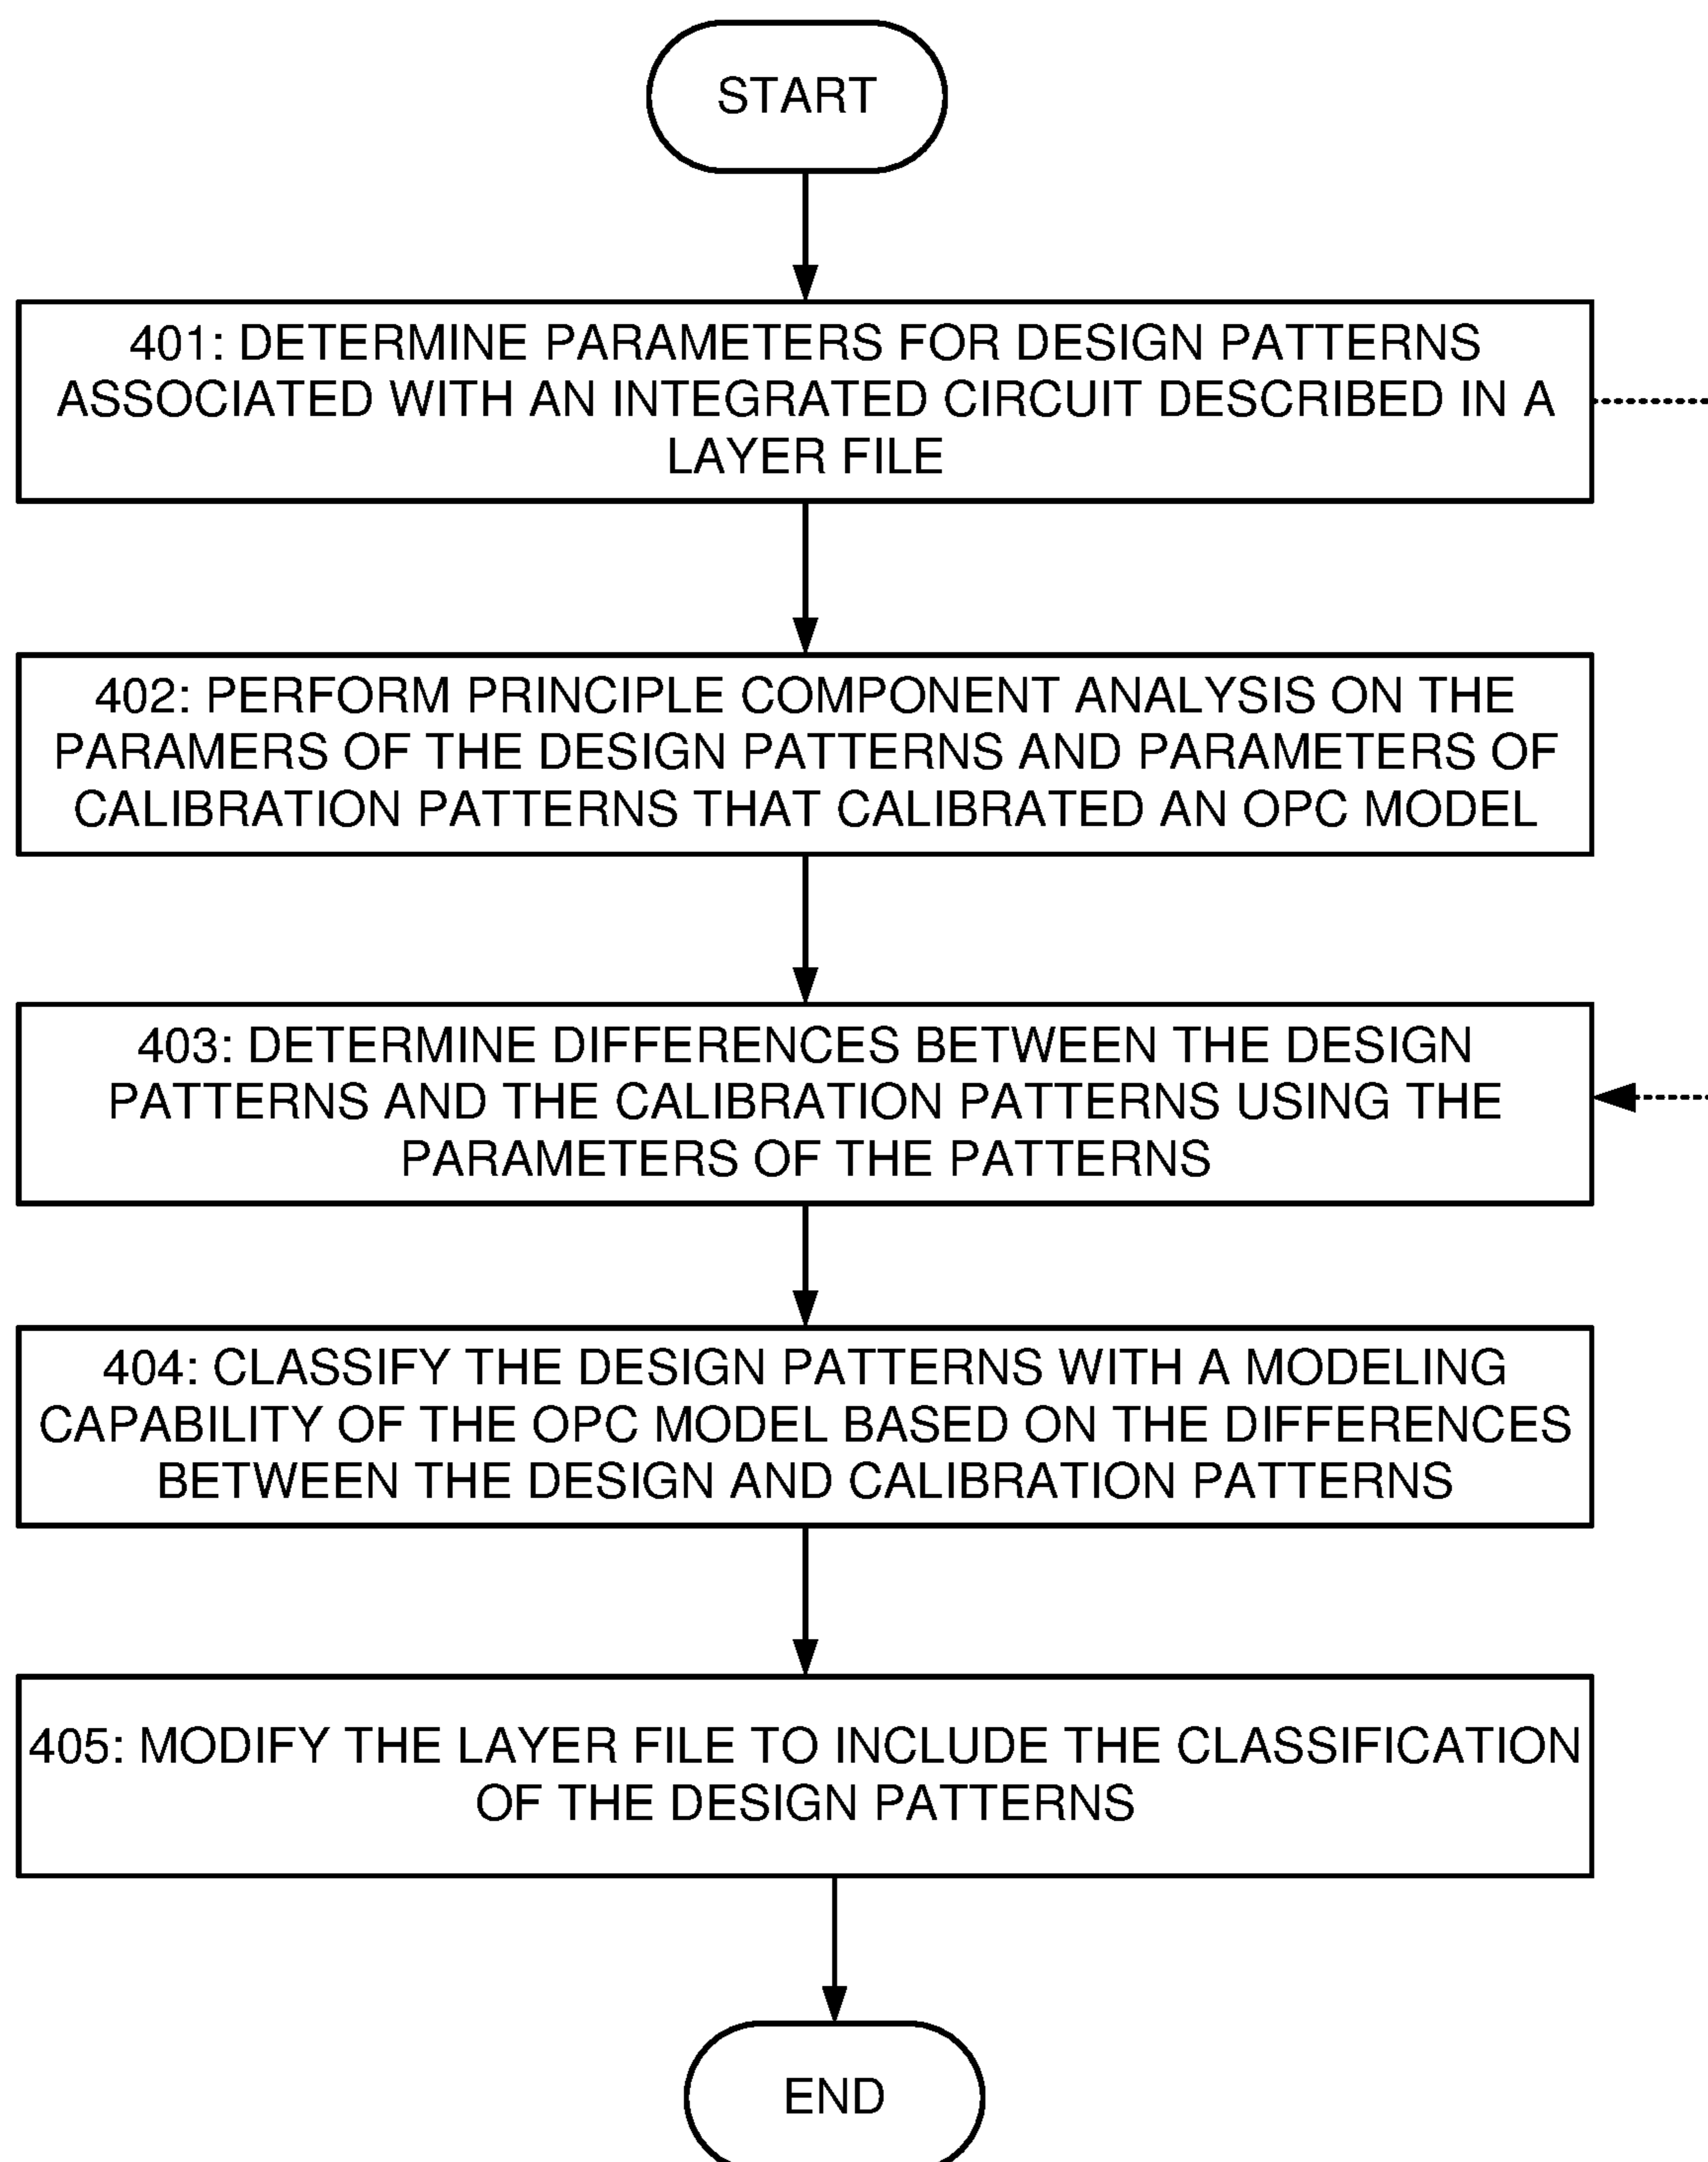 START
401: DETERMINE PARAMETERS FOR DESIGN PATTERNS
ASSOCIATED WITH AN INTEGRATED CIRCUIT DESCRIBED IN A
LAYER FILE
402: PERFORM PRINCIPLE COMPONENT ANALYSIS ON THE
PARAMERS OF THE DESIGN PATTERNS AND PARAMETERS OF
CALIBRATION PATTERNS THAT CALIBRATED AN OPC MODEL
403: DETERMINE DIFFERENCES BETWEEN THE DESIGN
PATTERNS AND THE CALIBRATION PATTERNS USING THE
PARAMETERS OF THE PATTERNS
404: CLASSIFY THE DESIGN PATTERNS WITH A MODELING
CAPABILITY OF THE OPC MODEL BASED ON THE DIFFERENCES
BETWEEN THE DESIGN AND CALIBRATION PATTERNS
405: MODIFY THE LAYER FILE TO INCLUDE THE CLASSIFICATION
OF THE DESIGN PATTERNS
END